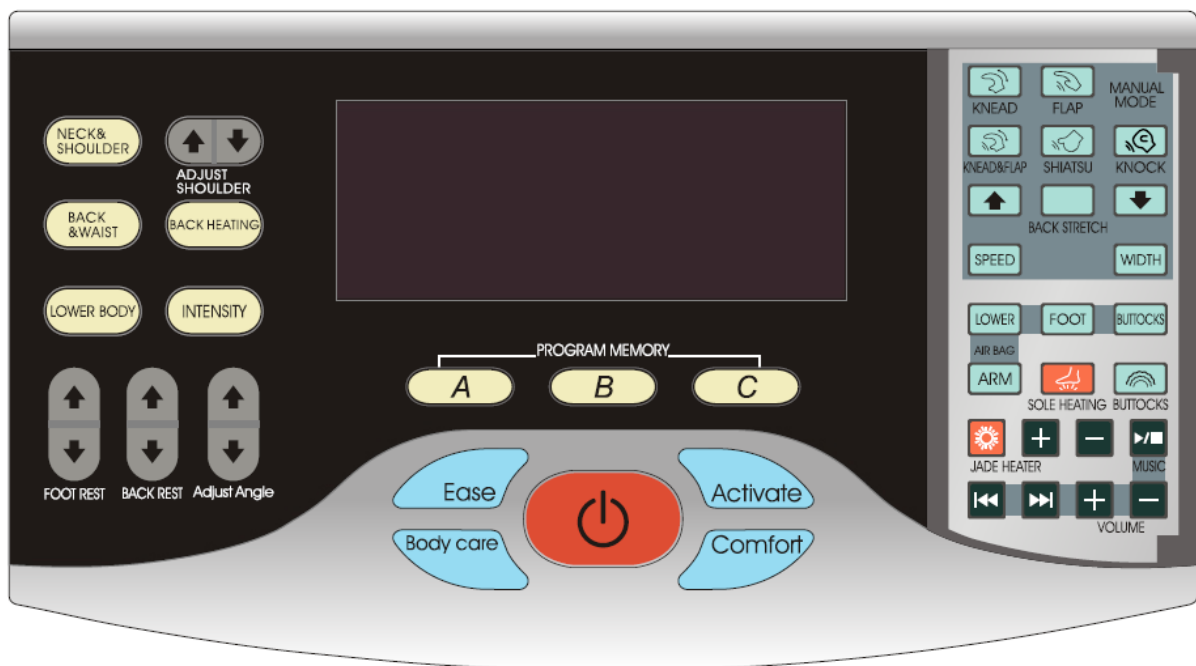 NECK&
SHOULDER
ADJUST
SHOULDER
BACK
&WAIST
BACK HEATING
LOWER BODY
INTENSITY
FOOT REST
BACK REST
Adjust Angle
PROGRAM MEMORY
A
B
C
Ease
Activate
Body care
Comfort
KNEAD
FLAP
MANUAL
MODE
KNEAD&FLAP
SHIATSU
KNOCK
BACK STRETCH
SPEED
WIDTH
LOWER
FOOT
BUTTOCKS
AIR BAG
ARM
SOLE HEATING
BUTTOCKS
+
−
JADE HEATER
MUSIC
+
−
VOLUME